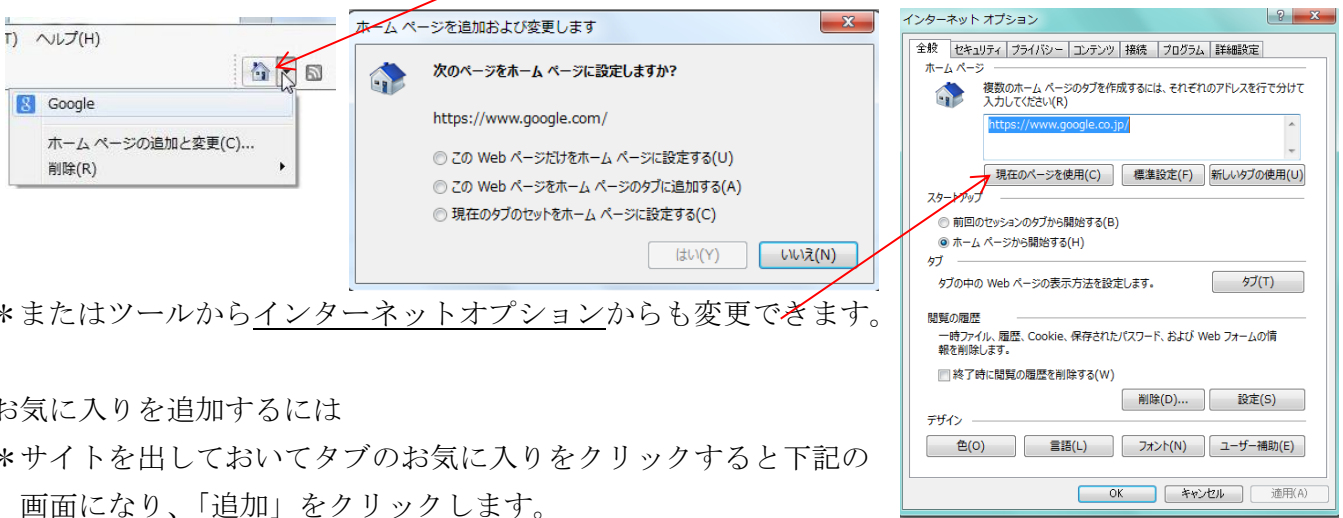 T) ヘルプ(H)
Google
ホーム ページの追加と変更(C)...
削除(R)
ホーム ページを追加および変更します
次のページをホーム ページに設定しますか?
https://www.google.com/
この Web ページだけをホーム ページに設定する(U)
この Web ページをホーム ページのタブに追加する(A)
現在のタブのセットをホーム ページに設定する(C)
はい(Y) いいえ(N)
インターネット オプション
全般 セキュリティ プライバシー コンテンツ 接続 プログラム 詳細設定
ホーム ページ
複数のホーム ページのタブを作成するには、それぞれのアドレスを行で分けて
入力してください(R)
https://www.google.co.jp/
現在のページを使用(C) 標準設定(F) 新しいタブの使用(U)
スタートアップ
前回のセッションのタブから開始する(B)
ホーム ページから開始する(H)
タブ
タブの中の Web ページの表示方法を設定します。 タブ(T)
閲覧の履歴
一時ファイル、履歴、Cookie、保存されたパスワード、および Web フォームの情
報を削除します。
終了時に閲覧の履歴を削除する(W)
削除(D)... 設定(S)
デザイン
色(O) 言語(L) フォント(N) ユーザー補助(E)
OK キャンセル 適用(A)
*またはツールからインターネットオプションからも変更できます。
お気に入りを追加するには
*サイトを出しておいてタブのお気に入りをクリックすると下記の
画面になり、「追加」をクリックします。